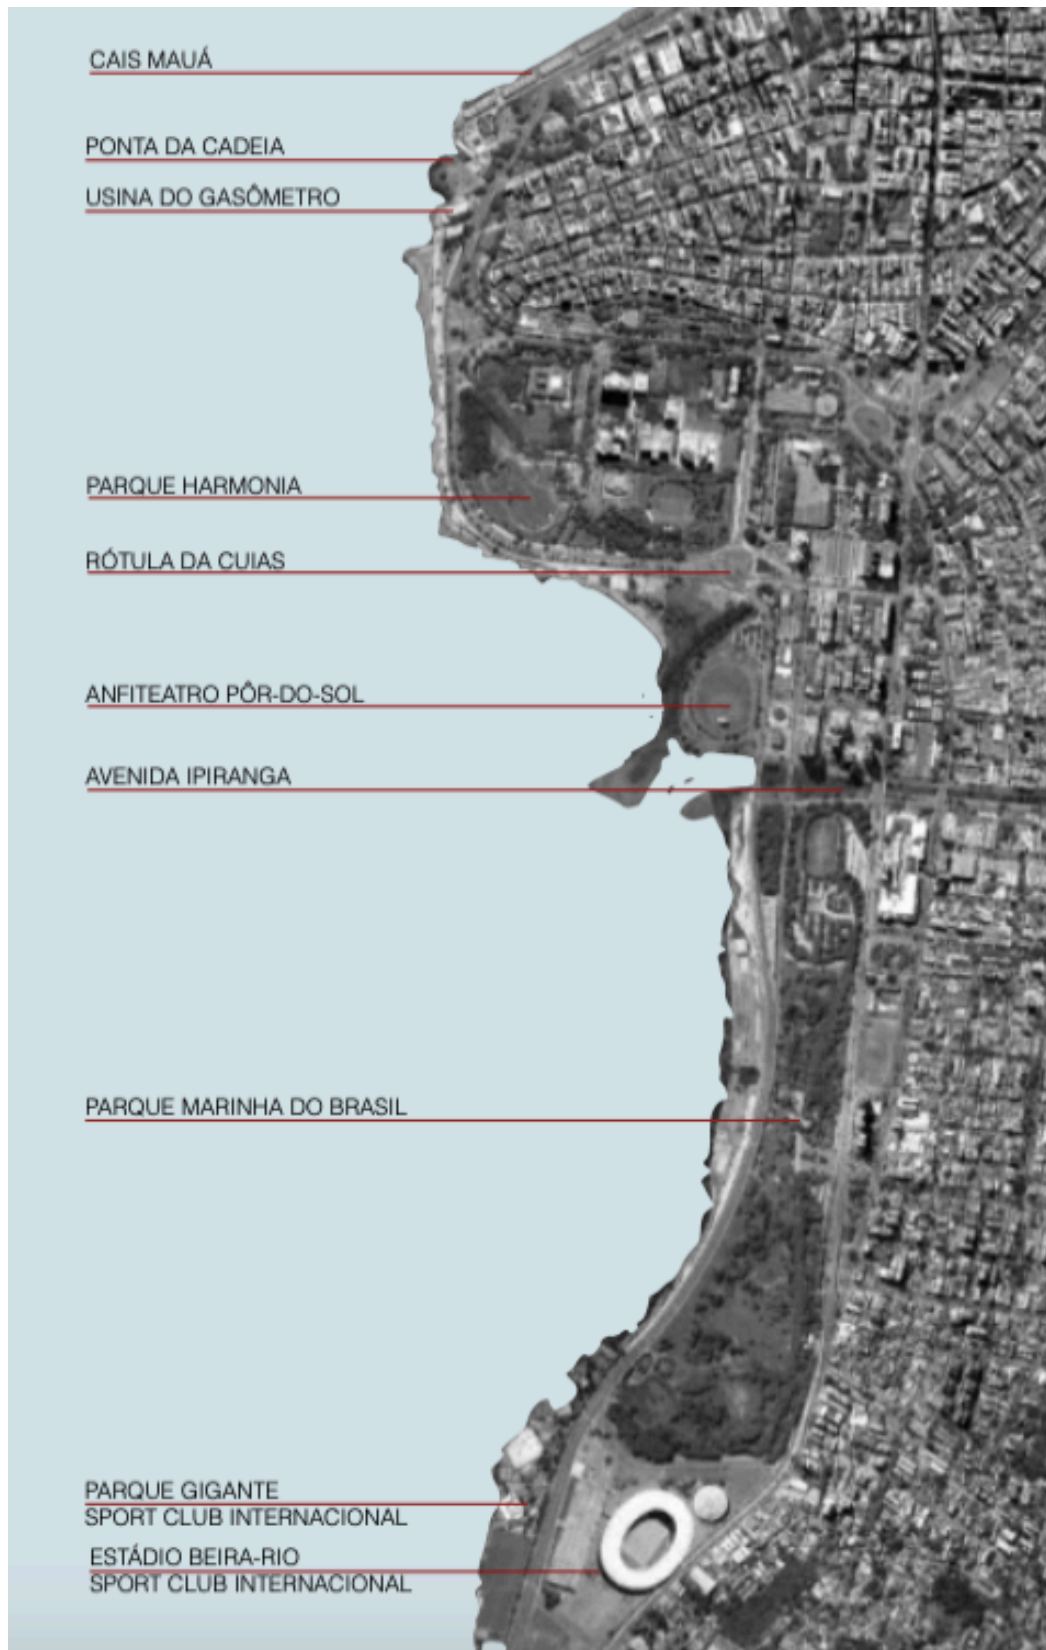 CAIS MAUÁ
PONTA DA CADEIA
USINA DO GASÔMETRO
PARQUE HARMONIA
RÓTULA DA CUIAS
ANFITEATRO PÔR-DO-SOL
AVENIDA IPIRANGA
PARQUE MARINHA DO BRASIL
PARQUE GIGANTE
SPORT CLUB INTERNACIONAL
ESTÁDIO BEIRA-RIO
SPORT CLUB INTERNACIONAL